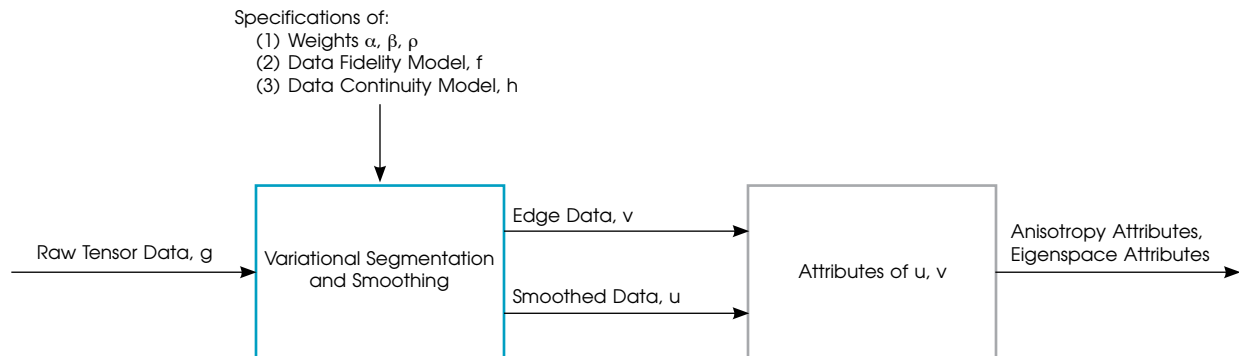 Specifications of:
(1) Weights α, β, ρ
(2) Data Fidelity Model, f
(3) Data Continuity Model, h
Raw Tensor Data, g
Variational Segmentation
and Smoothing
Edge Data, v
Smoothed Data, u
Attributes of u, v
Anisotropy Attributes,
Eigenspace Attributes